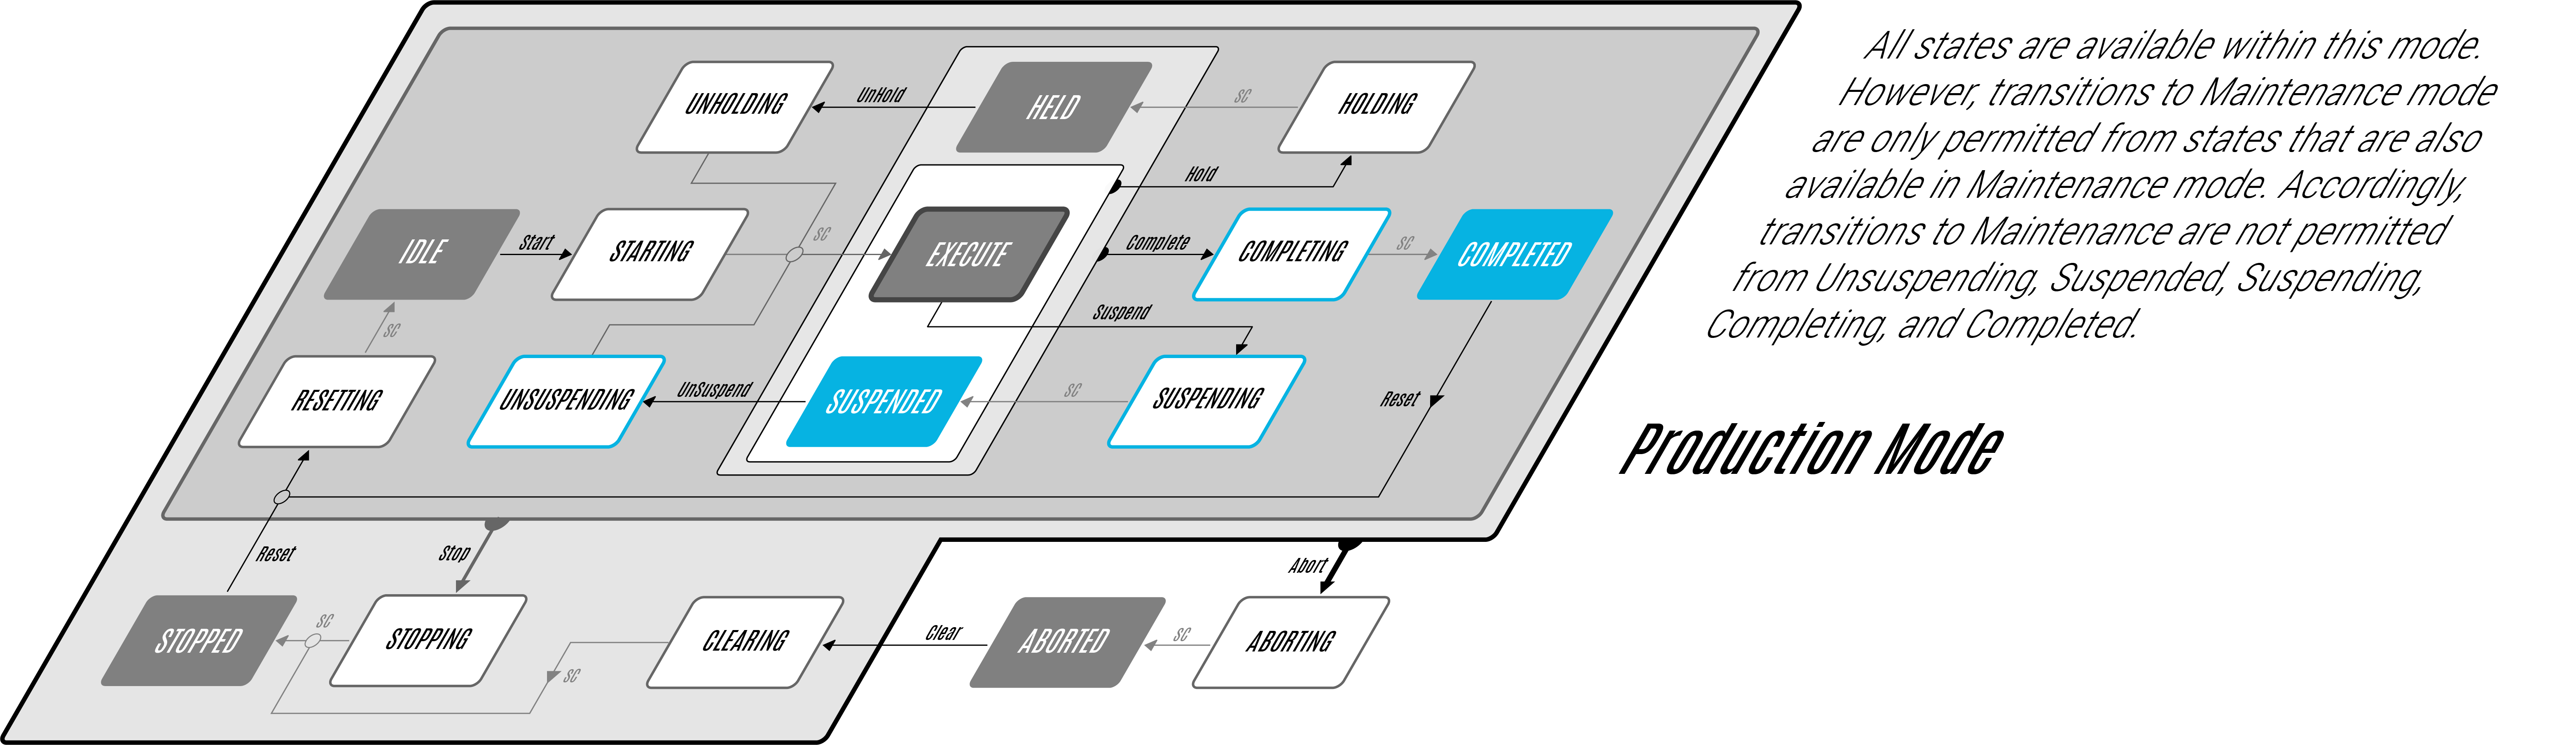 All states are available within this mode.
However, transitions to Maintenance mode
are only permitted from states that are also
available in Maintenance mode. Accordingly,
transitions to Maintenance are not permitted
from Unsuspending, Suspended, Suspending,
Completing, and Completed.
Production Mode
UNHOLDING
UnHold
HELD
SC
HOLDING
Hold
IDLE
Start
STARTING
SC
EXECUTE
Complete
COMPLETING
SC
COMPLETED
SC
Suspend
RESETTING
UNSUSPENDING
UnSuspend
SUSPENDED
SC
SUSPENDING
Reset
Reset
Stop
Abort
STOPPED
SC
STOPPING
SC
CLEARING
Clear
ABORTED
SC
ABORTING